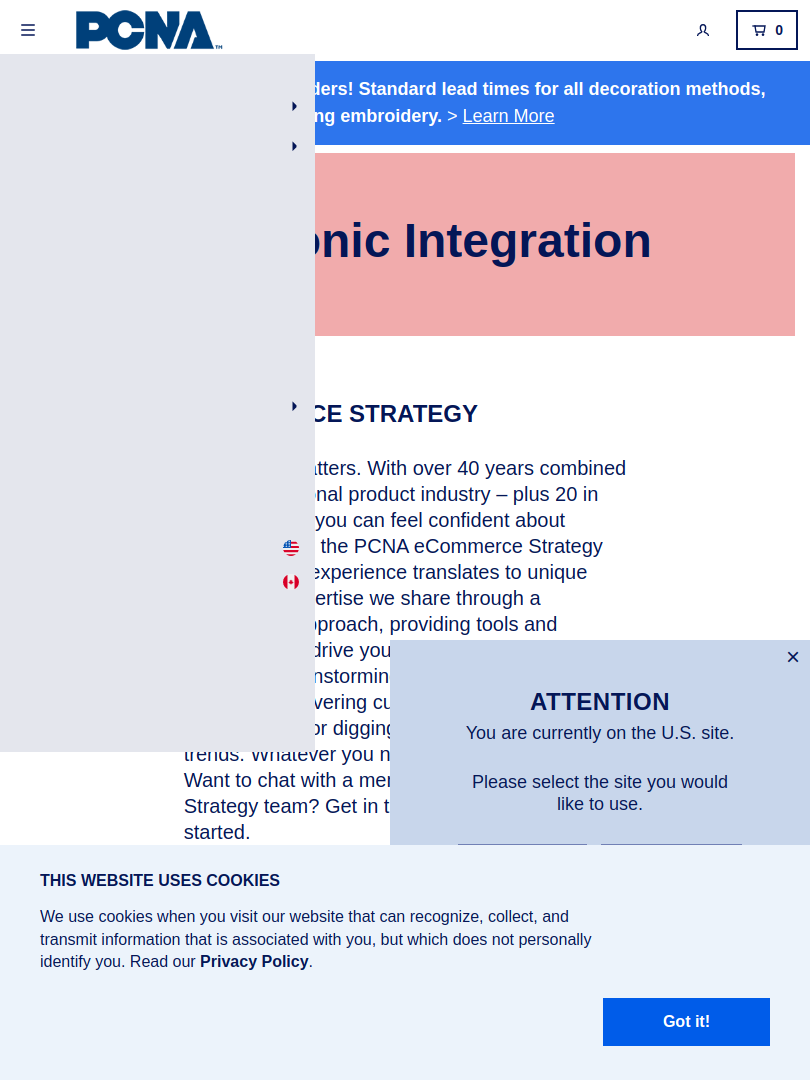 PCNA™
0
ders! Standard lead times for all decoration methods,
ng embroidery. > Learn More
onic Integration
CE STRATEGY
atters. With over 40 years combined
onal product industry – plus 20 in
you can feel confident about
the PCNA eCommerce Strategy
experience translates to unique
ertise we share through a
pproach, providing tools and
drive you
nstorming
vering cu
or digging
trends. Whatever you n
Want to chat with a mem
Strategy team? Get in t
started.
×
ATTENTION
You are currently on the U.S. site.
Please select the site you would
like to use.
THIS WEBSITE USES COOKIES
We use cookies when you visit our website that can recognize, collect, and
transmit information that is associated with you, but which does not personally
identify you. Read our Privacy Policy.
Got it!